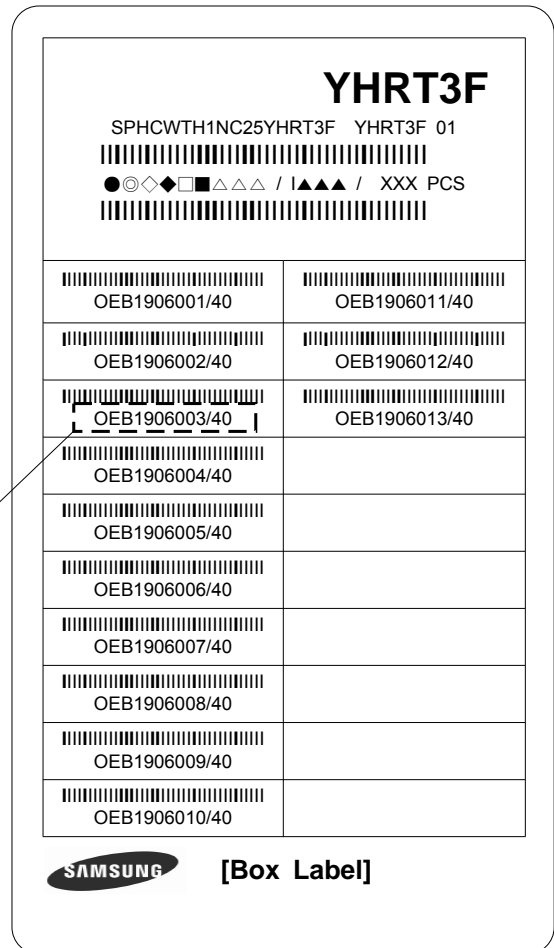 YHRT3F
SPHCWTH1NC25YHRT3F YHRT3F 01
●◎◇◆□■△△△ / I▲▲▲ / XXX PCS
OEB1906001/40 OEB1906011/40
OEB1906002/40 OEB1906012/40
OEB1906003/40 OEB1906013/40
OEB1906004/40
OEB1906005/40
OEB1906006/40
OEB1906007/40
OEB1906008/40
OEB1906009/40
OEB1906010/40
SAMSUNG [Box Label]